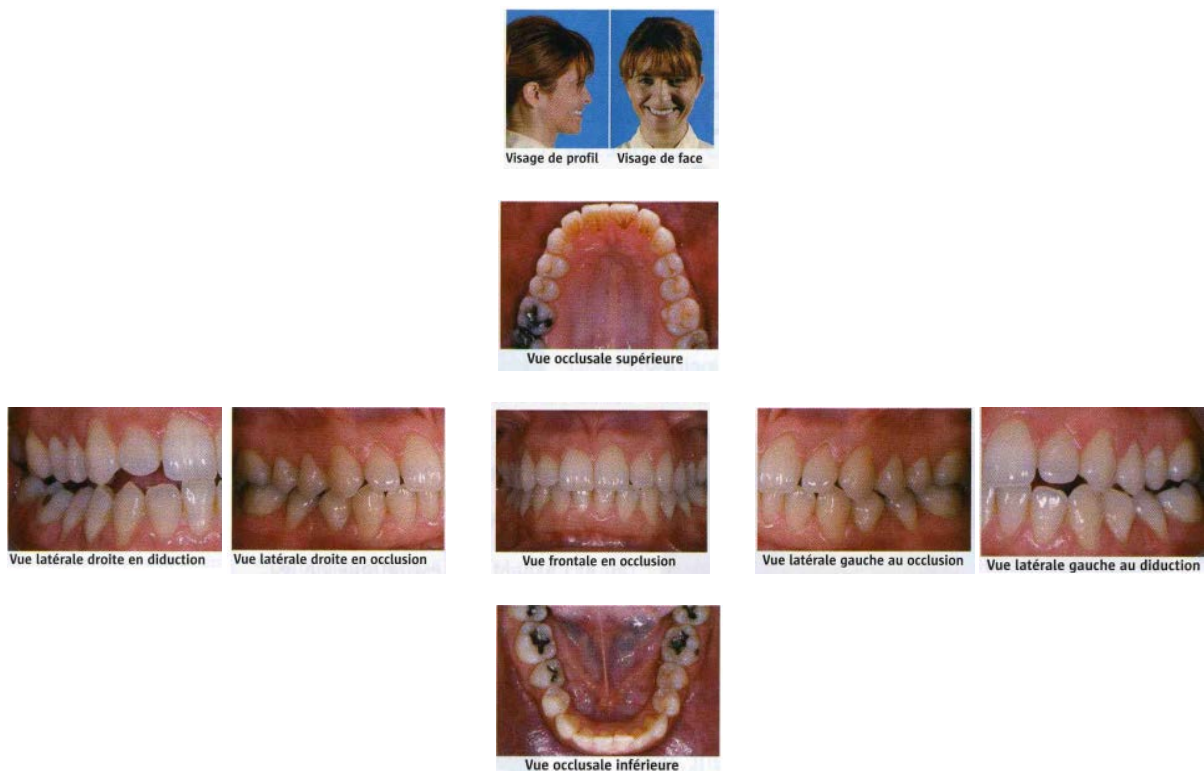 Visage de profil
Visage de face
Vue occlusale supérieure
Vue latérale droite en diduction
Vue latérale droite en occlusion
Vue frontale en occlusion
Vue latérale gauche au occlusion
Vue latérale gauche au diduction
Vue occlusale inférieure